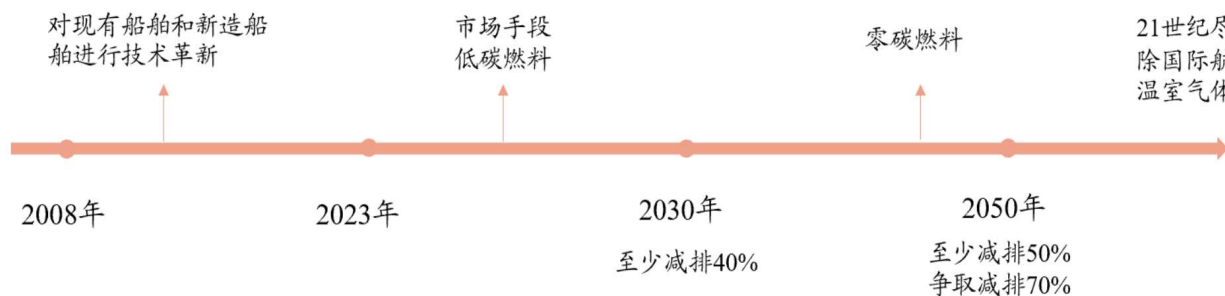 对现有船舶和新造船
舶进行技术革新
市场手段
低碳燃料
零碳燃料
21世纪尽
除国际航
温室气体
2008年
2023年
2030年
2050年
至少减排40%
至少减排50%
争取减排70%